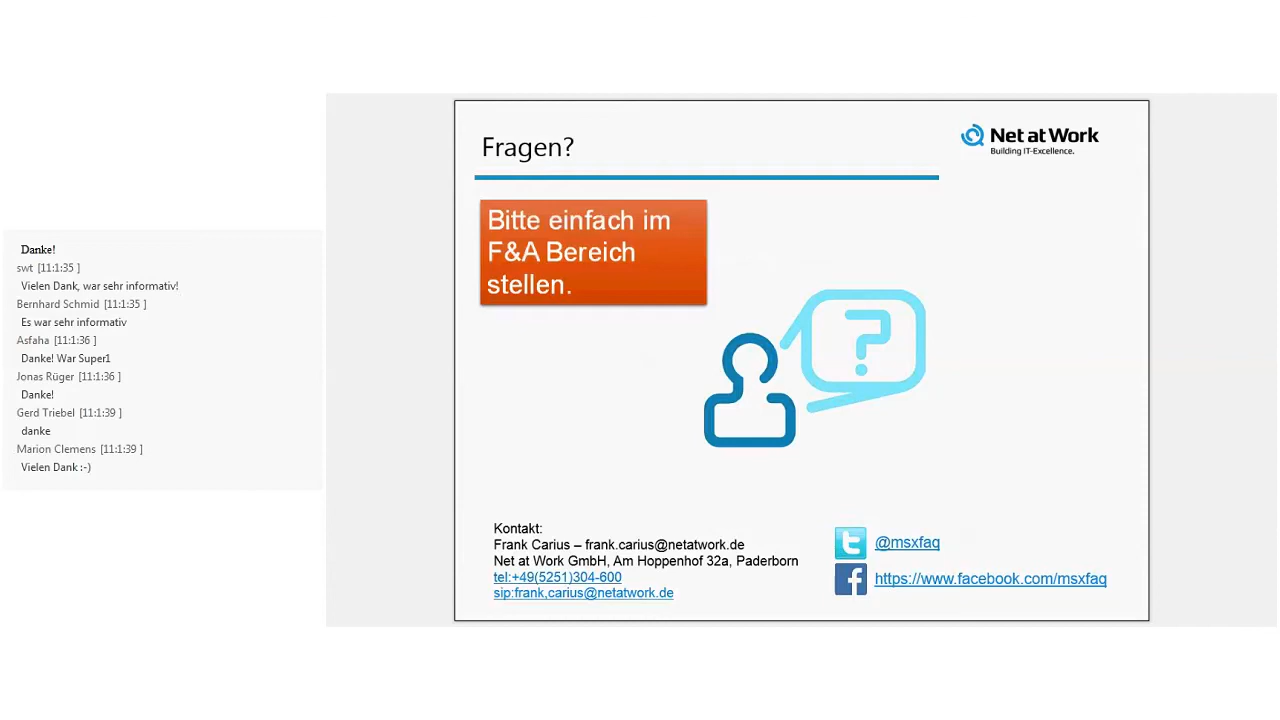 Danke!
swt [11:1:35 ]
Vielen Dank, war sehr informativ!
Bernhard Schmid [11:1:35 ]
Es war sehr informativ
Asfaha [11:1:36 ]
Danke! War Super1
Jonas Rüger [11:1:36 ]
Danke!
Gerd Triebel [11:1:39 ]
danke
Marion Clemens [11:1:39 ]
Vielen Dank :-)
Fragen?
Net at Work
Building IT-Excellence.
Bitte einfach im
F&A Bereich
stellen.
?
Kontakt:
Frank Carius – frank.carius@netatwork.de
Net at Work GmbH, Am Hoppenhof 32a, Paderborn
tel:+49(5251)304-600
sip:frank,carius@netatwork.de
@msxfaq
https://www.facebook.com/msxfaq